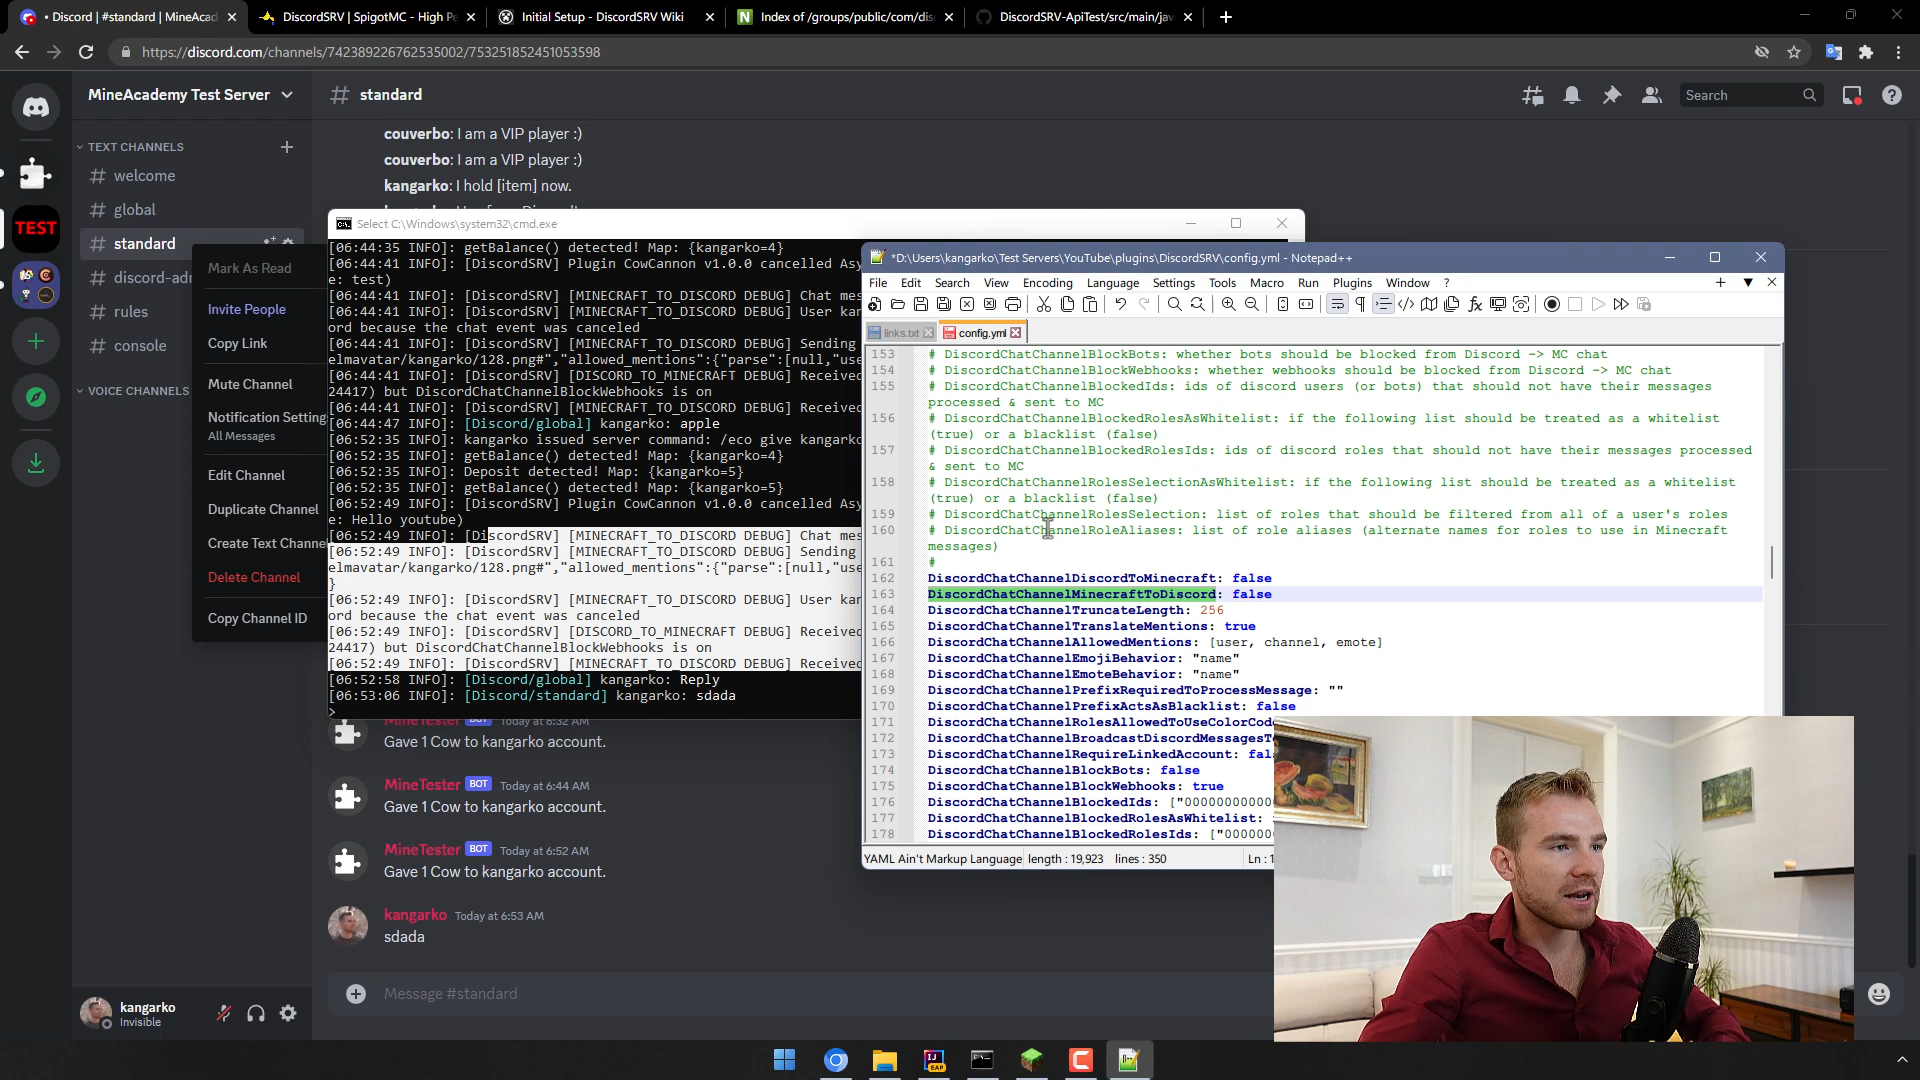 • Discord | #standard | MineAcad
DiscordSRV | SpigotMC - High Pe
Initial Setup - DiscordSRV Wiki
Index of /groups/public/com/dis
DiscordSRV-ApiTest/src/main/jav
https://discord.com/channels/742389226762535002/753251852451053598
MineAcademy Test Server
standard
Search
TEXT CHANNELS
welcome
global
standard
discord-adr
rules
console
VOICE CHANNELS
TEST
Mark As Read
Invite People
Copy Link
Mute Channel
Notification Setting
All Messages
Edit Channel
Duplicate Channel
Create Text Channe
Delete Channel
Copy Channel ID
couverbo: I am a VIP player :)
couverbo: I am a VIP player :)
kangarko: I hold [item] now.
Select C:\Windows\system32\cmd.exe
[06:44:35 INFO]: getBalance() detected! Map: {kangarko=4}
[06:44:41 INFO]: [DiscordSRV] Plugin CowCannon v1.0.0 cancelled Asy
e: test)
[06:44:41 INFO]: [DiscordSRV] [MINECRAFT_TO_DISCORD DEBUG] Chat mes
[06:44:41 INFO]: [DiscordSRV] [MINECRAFT_TO_DISCORD DEBUG] User kar
ord because the chat event was canceled
[06:44:41 INFO]: [DiscordSRV] [MINECRAFT_TO_DISCORD DEBUG] Sending
elmavatar/kangarko/128.png#","allowed_mentions":{"parse":[null,"use
[06:44:41 INFO]: [DiscordSRV] [DISCORD_TO_MINECRAFT DEBUG] Received
24417) but DiscordChatChannelBlockWebhooks is on
[06:44:41 INFO]: [DiscordSRV] [MINECRAFT_TO_DISCORD DEBUG] Received
[06:44:47 INFO]: [Discord/global] kangarko: apple
[06:52:35 INFO]: kangarko issued server command: /eco give kangarko
[06:52:35 INFO]: getBalance() detected! Map: {kangarko=4}
[06:52:35 INFO]: Deposit detected! Map: {kangarko=5}
[06:52:35 INFO]: getBalance() detected! Map: {kangarko=5}
[06:52:49 INFO]: [DiscordSRV] Plugin CowCannon v1.0.0 cancelled Asy
e: Hello youtube)
[06:52:49 INFO]: [DiscordSRV] [MINECRAFT_TO_DISCORD DEBUG] Chat mes
[06:52:49 INFO]: [DiscordSRV] [MINECRAFT_TO_DISCORD DEBUG] Sending
elmavatar/kangarko/128.png#","allowed_mentions":{"parse":[null,"use
}
[06:52:49 INFO]: [DiscordSRV] [MINECRAFT_TO_DISCORD DEBUG] User kar
ord because the chat event was canceled
[06:52:49 INFO]: [DiscordSRV] [DISCORD_TO_MINECRAFT DEBUG] Received
24417) but DiscordChatChannelBlockWebhooks is on
[06:52:49 INFO]: [DiscordSRV] [MINECRAFT_TO_DISCORD DEBUG] Received
[06:52:58 INFO]: [Discord/global] kangarko: Reply
[06:53:06 INFO]: [Discord/standard] kangarko: sdada
>
*D:\Users\kangarko\Test Servers\YouTube\plugins\DiscordSRV\config.yml - Notepad++
File Edit Search View Encoding Language Settings Tools Macro Run Plugins Window ?
links.txt
config.yml
153 # DiscordChatChannelBlockBots: whether bots should be blocked from Discord -> MC chat
154 # DiscordChatChannelBlockWebhooks: whether webhooks should be blocked from Discord -> MC chat
155 # DiscordChatChannelBlockedIds: ids of discord users (or bots) that should not have their messages
processed & sent to MC
156 # DiscordChatChannelBlockedRolesAsWhitelist: if the following list should be treated as a whitelist
(true) or a blacklist (false)
157 # DiscordChatChannelBlockedRolesIds: ids of discord roles that should not have their messages processed
& sent to MC
158 # DiscordChatChannelRolesSelectionAsWhitelist: if the following list should be treated as a whitelist
(true) or a blacklist (false)
159 # DiscordChatChannelRolesSelection: list of roles that should be filtered from all of a user's roles
160 # DiscordChatChannelRoleAliases: list of role aliases (alternate names for roles to use in Minecraft
messages)
161 #
162 DiscordChatChannelDiscordToMinecraft: false
163 DiscordChatChannelMinecraftToDiscord: false
164 DiscordChatChannelTruncateLength: 256
165 DiscordChatChannelTranslateMentions: true
166 DiscordChatChannelAllowedMentions: [user, channel, emote]
167 DiscordChatChannelEmojiBehavior: "name"
168 DiscordChatChannelEmoteBehavior: "name"
169 DiscordChatChannelPrefixRequiredToProcessMessage: ""
170 DiscordChatChannelPrefixActsAsBlacklist: false
171 DiscordChatChannelRolesAllowedToUseColorCod
172 DiscordChatChannelBroadcastDiscordMessagesT
173 DiscordChatChannelRequireLinkedAccount: fal
174 DiscordChatChannelBlockBots: false
175 DiscordChatChannelBlockWebhooks: true
176 DiscordChatChannelBlockedIds: ["00000000000
177 DiscordChatChannelBlockedRolesAsWhitelist:
178 DiscordChatChannelBlockedRolesIds: ["000000
YAML Ain't Markup Language length : 19,923 lines : 350 Ln : 1
MineTester BOT Today at 6:32 AM
Gave 1 Cow to kangarko account.
MineTester BOT Today at 6:44 AM
Gave 1 Cow to kangarko account.
MineTester BOT Today at 6:52 AM
Gave 1 Cow to kangarko account.
kangarko Today at 6:53 AM
sdada
Message #standard
kangarko
Invisible